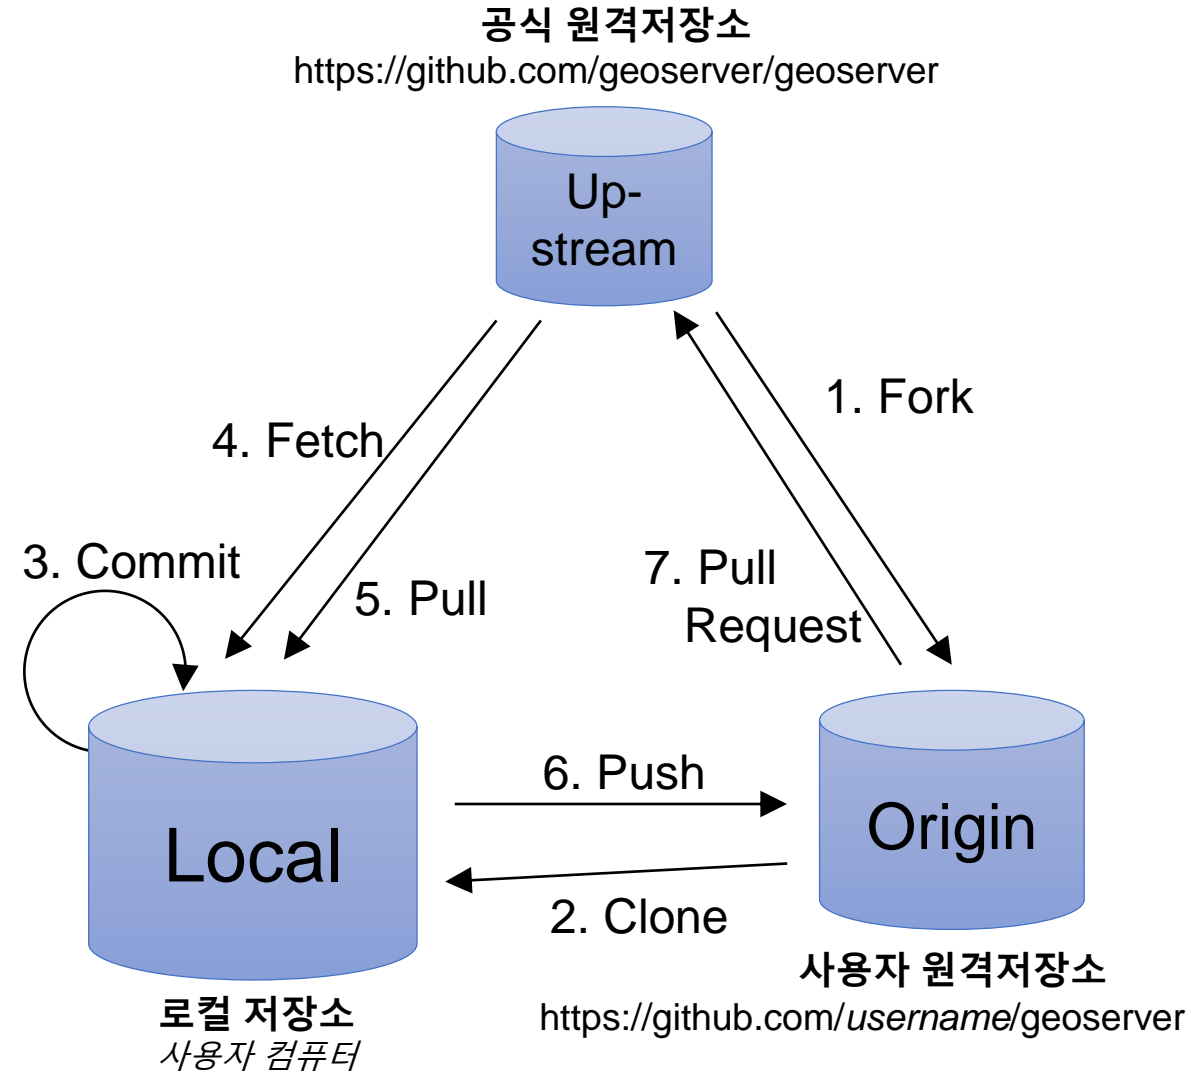 공식 원격저장소
https://github.com/geoserver/geoserver
Up-
stream
1. Fork
4. Fetch
3. Commit
7. Pull
Request
5. Pull
6. Push
Local
Origin
2. Clone
사용자 원격저장소
https://github.com/username/geoserver
로컬 저장소
사용자 컴퓨터